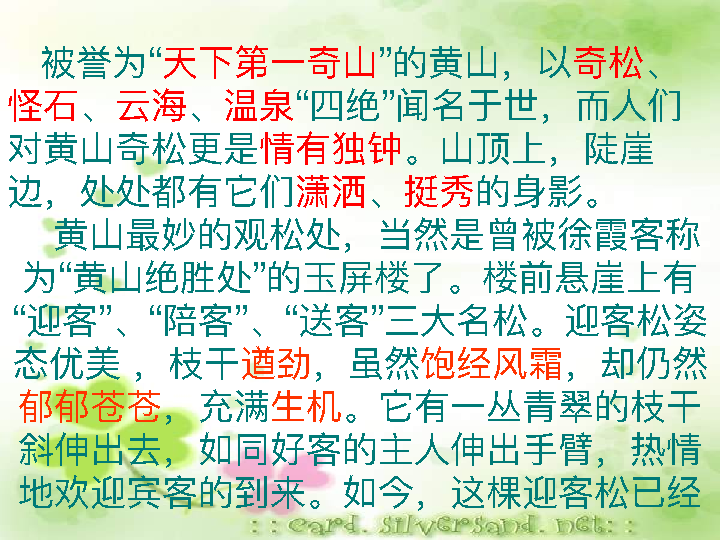 被誉为“天下第一奇山”的黄山，以奇松、
怪石、云海、温泉“四绝”闻名于世，而人们
对黄山奇松更是情有独钟。山顶上，陡崖
边，处处都有它们潇洒、挺秀的身影。
黄山最妙的观松处，当然是曾被徐霞客称
为“黄山绝胜处”的玉屏楼了。楼前悬崖上有
“迎客”、“陪客”、“送客”三大名松。迎客松姿
态优美 ，枝干遒劲，虽然饱经风霜，却仍然
郁郁苍苍，充满生机。它有一丛青翠的枝干
斜伸出去，如同好客的主人伸出手臂，热情
地欢迎宾客的到来。如今，这棵迎客松已经
::card.silversand.net::